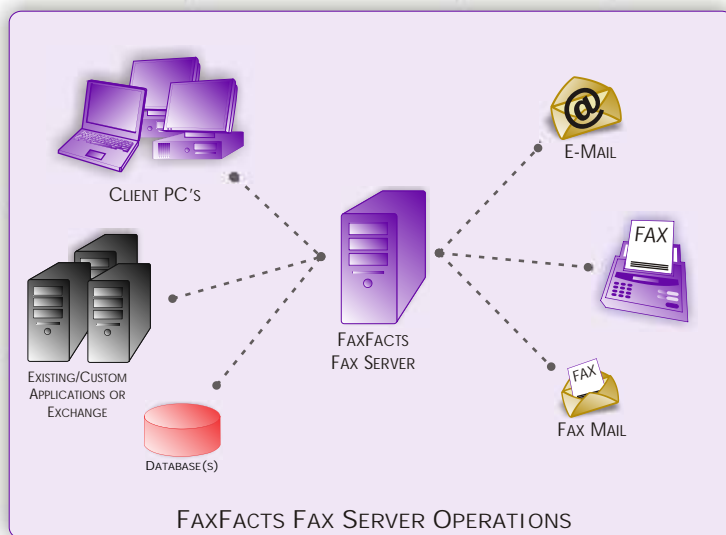 CLIENT PC'S
EXISTING/CUSTOM
APPLICATIONS OR
EXCHANGE
DATABASE(S)
FAXFACTS
FAX SERVER
@
E-MAIL
FAX
FAX
FAX MAIL
FAXFACTS FAX SERVER OPERATIONS